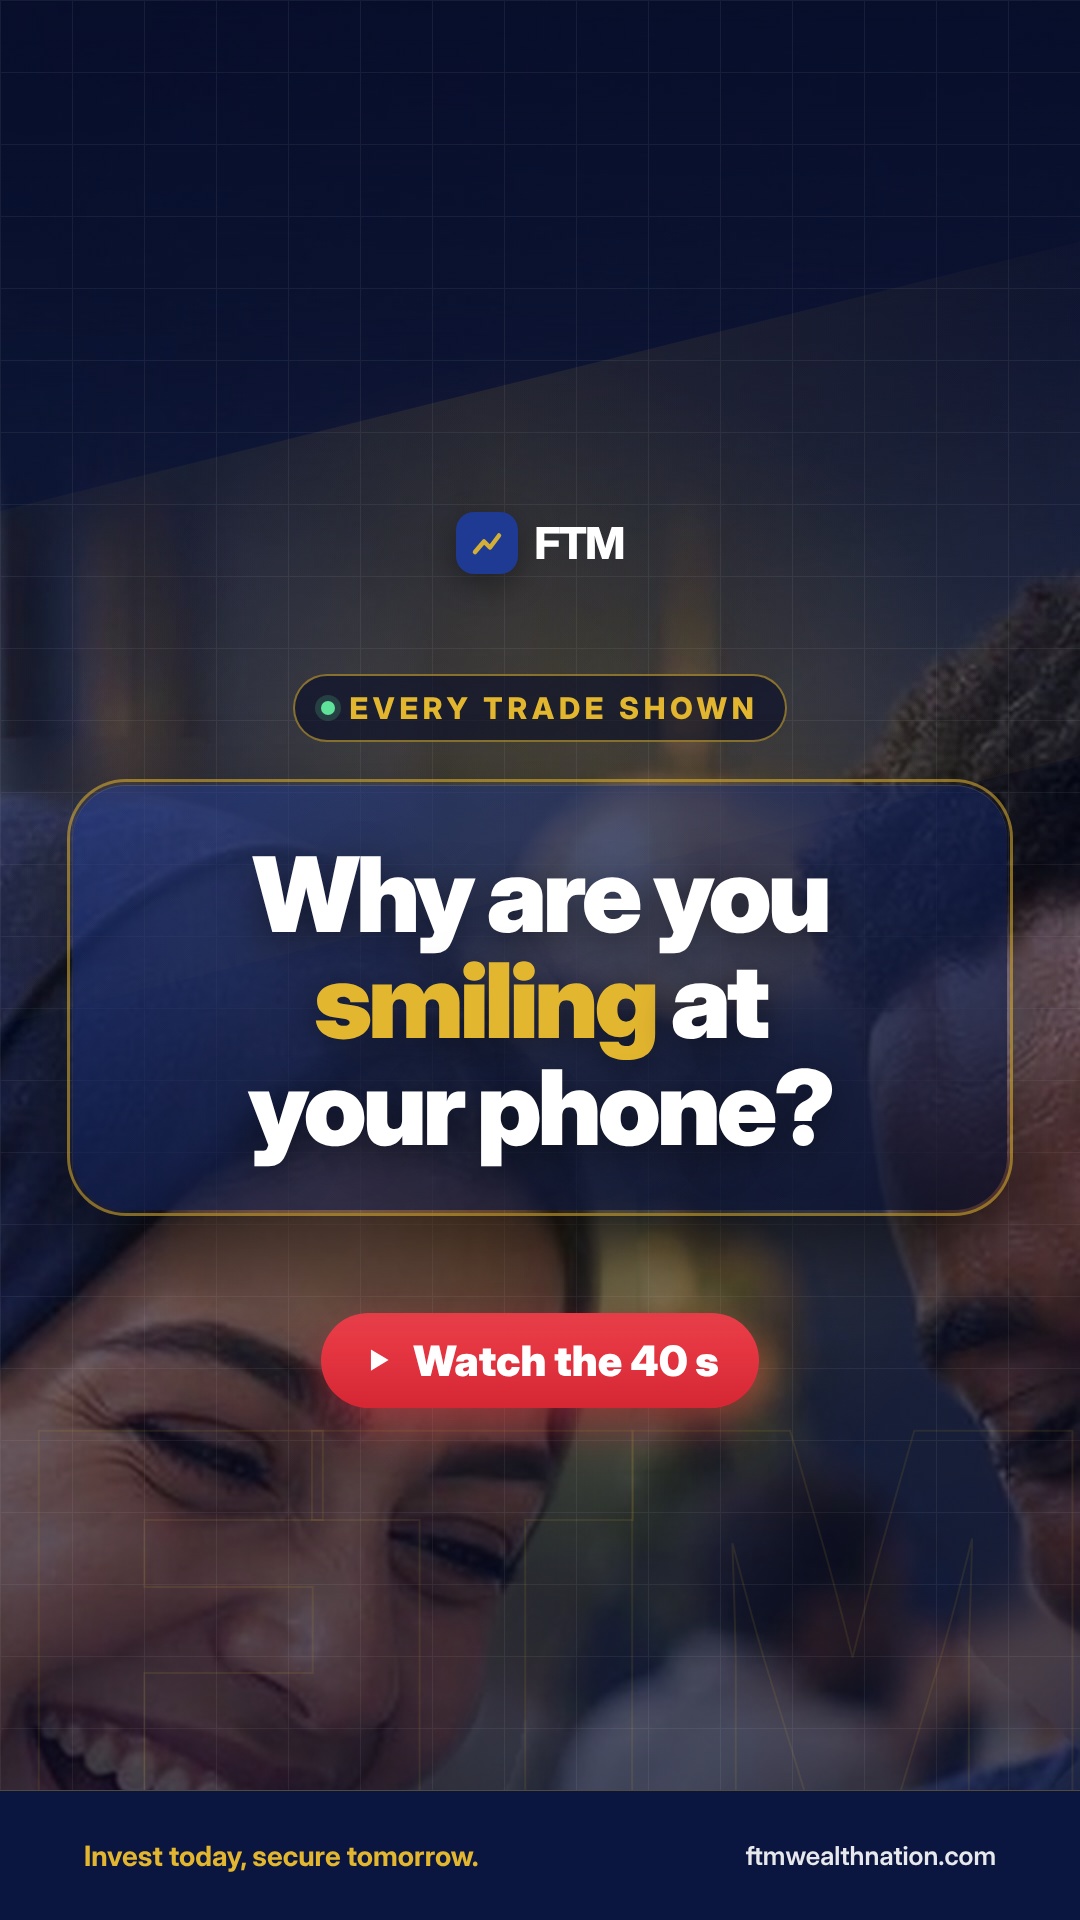 FTM
EVERY TRADE SHOWN
Why are you
smiling at
your phone?
Watch the 40 s
FTM
Invest today, secure tomorrow.
ftmwealthnation.com